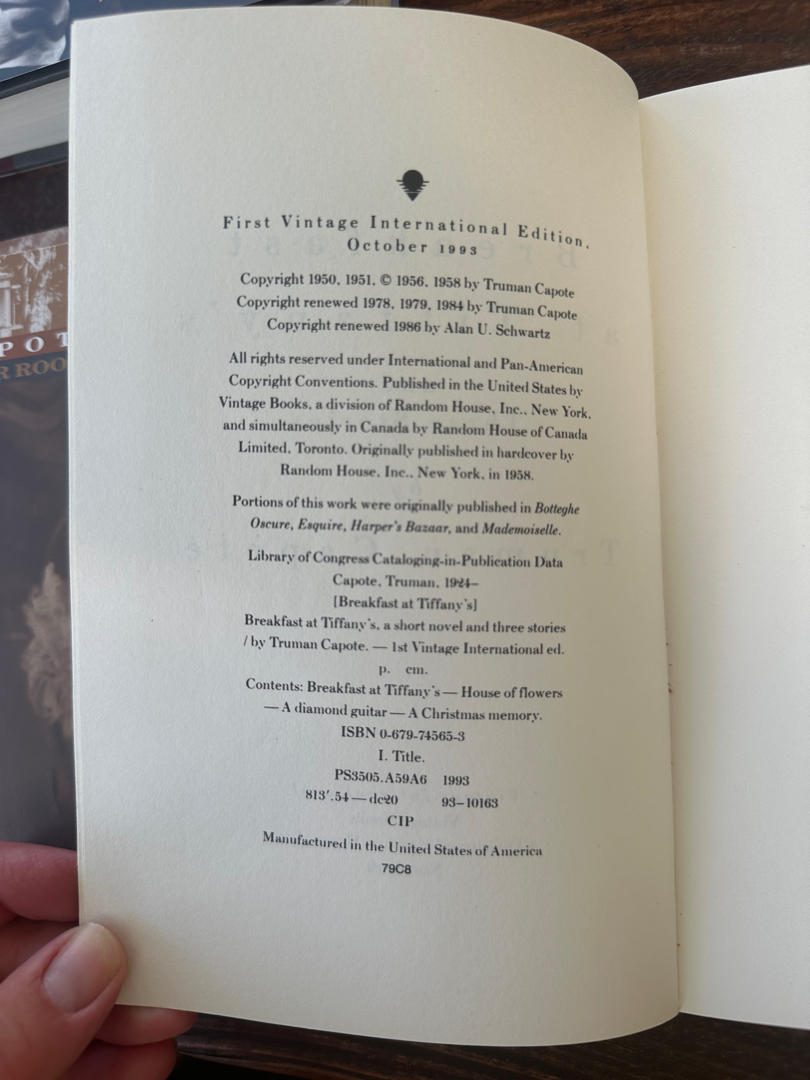 First Vintage International Edition,
October 1993
Copyright 1950, 1951, © 1956, 1958 by Truman Capote
Copyright renewed 1978, 1979, 1984 by Truman Capote
Copyright renewed 1986 by Alan U. Schwartz
All rights reserved under International and Pan-American
Copyright Conventions. Published in the United States by
Vintage Books, a division of Random House, Inc., New York,
and simultaneously in Canada by Random House of Canada
Limited, Toronto. Originally published in hardcover by
Random House, Inc., New York, in 1958.
Portions of this work were originally published in Botteghe
Oscure, Esquire, Harper's Bazaar, and Mademoiselle.
Library of Congress Cataloging-in-Publication Data
Capote, Truman, 1924–
[Breakfast at Tiffany's]
Breakfast at Tiffany's, a short novel and three stories
/ by Truman Capote. — 1st Vintage International ed.
p. cm.
Contents: Breakfast at Tiffany's — House of flowers
— A diamond guitar — A Christmas memory.
ISBN 0-679-74565-3
I. Title.
PS3505.A59A6 1993
813'.54 — dc20 93–10163
CIP
Manufactured in the United States of America
79C8
POT
R ROO